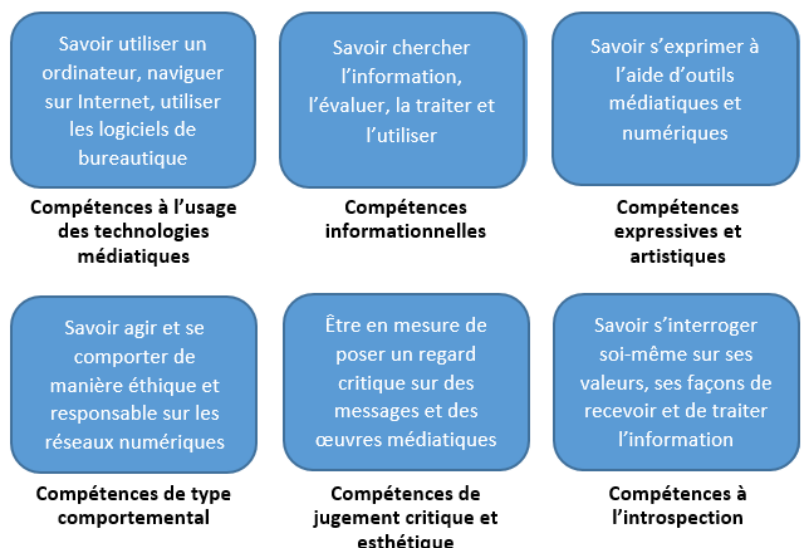 Savoir utiliser un
ordinateur, naviguer
sur Internet, utiliser
les logiciels de
bureautique
Compétences à l’usage
des technologies
médiatiques
Savoir chercher
l’information,
l’évaluer, la traiter et
l’utiliser
Compétences
informationnelles
Savoir s’exprimer à
l’aide d’outils
médiatiques et
numériques
Compétences
expressives et
artistiques
Savoir agir et se
comporter de
manière éthique et
responsable sur les
réseaux numériques
Compétences de type
comportemental
Être en mesure de
poser un regard
critique sur des
messages et des
œuvres médiatiques
Compétences de
jugement critique et
esthétique
Savoir s’interroger
soi-même sur ses
valeurs, ses façons de
recevoir et de traiter
l’information
Compétences à
l’introspection